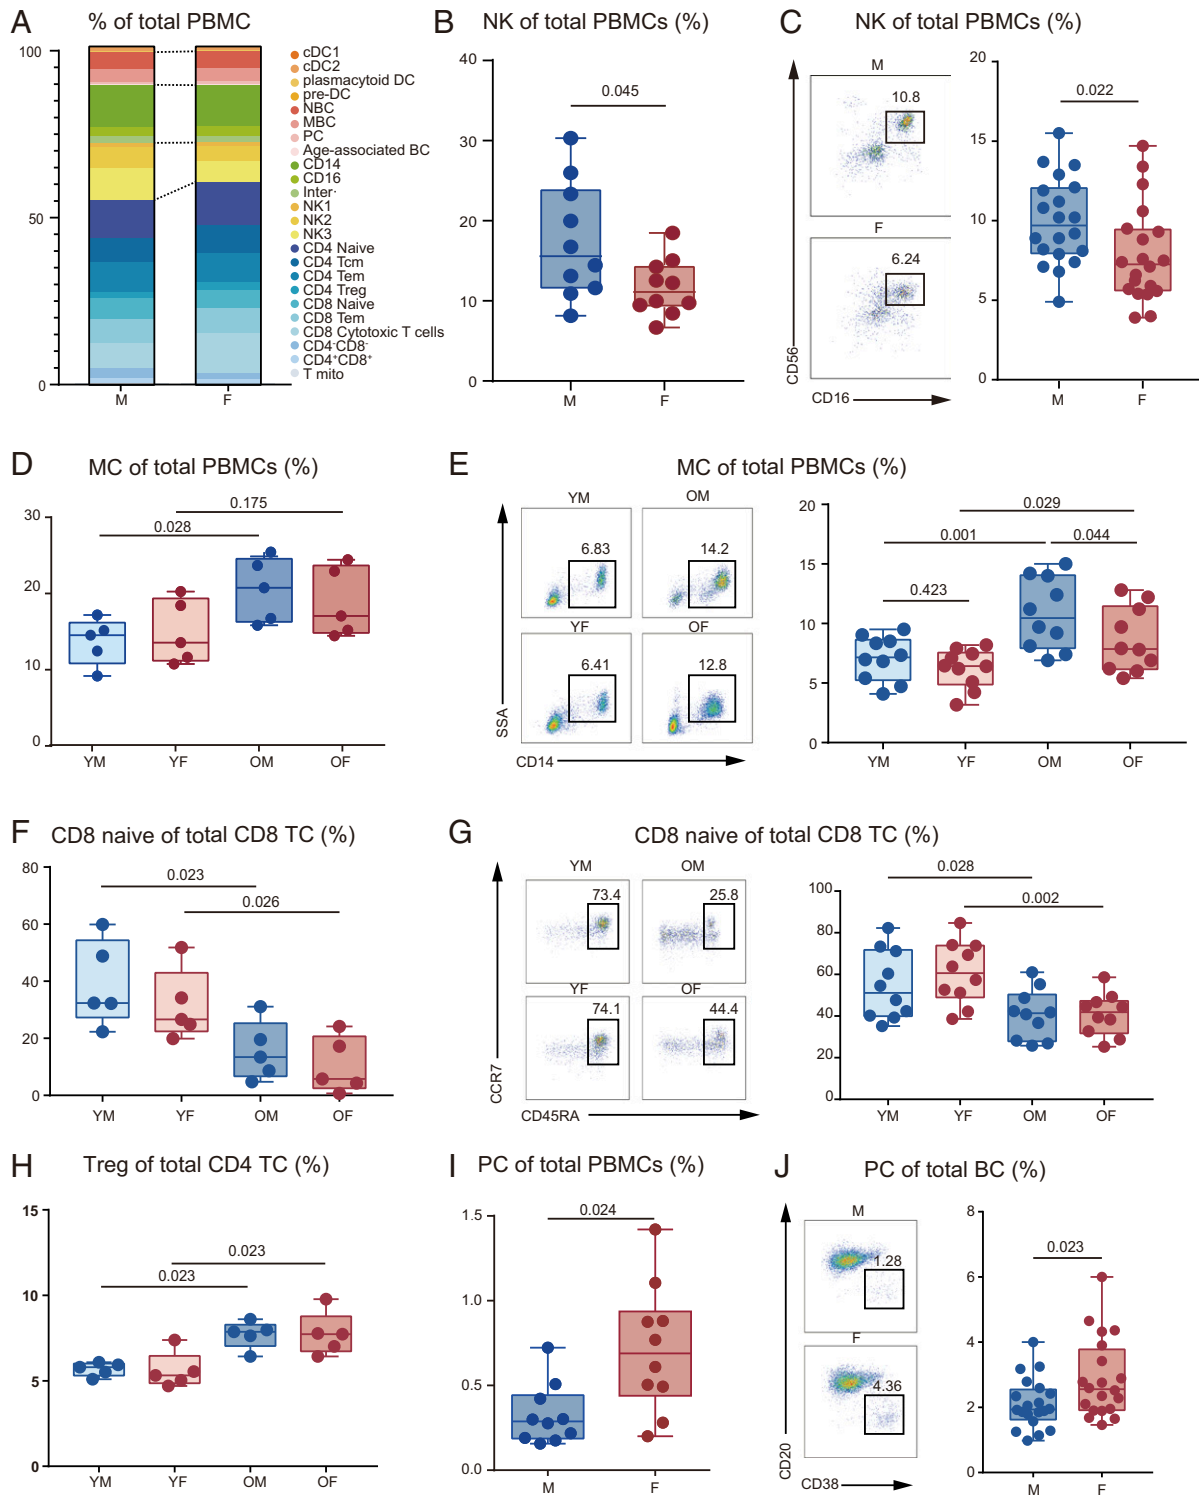 A % of total PBMC
100
50
0
M F
cDC1
cDC2
plasmacytoid DC
pre-DC
NBC
MBC
PC
Age-associated BC
CD14
CD16
Inter·
NK1
NK2
NK3
CD4 Naive
CD4 Tcm
CD4 Tem
CD4 Treg
CD8 Naive
CD8 Tem
CD8 Cytotoxic T cells
CD4⁻CD8⁻
CD4⁺CD8⁺
T mito
B NK of total PBMCs (%)
40
30
20
10
0
0.045
M F
C NK of total PBMCs (%)
M
10.8
F
6.24
CD56
CD16
20
15
10
5
0
0.022
M F
D MC of total PBMCs (%)
30
20
10
0
0.175
0.028
YM YF OM OF
E MC of total PBMCs (%)
YM OM
6.83 14.2
YF OF
6.41 12.8
SSA
CD14
20
15
10
5
0
0.029
0.001 0.044
0.423
YM YF OM OF
F CD8 naive of total CD8 TC (%)
80
60
40
20
0
0.023
0.026
YM YF OM OF
G CD8 naive of total CD8 TC (%)
YM OM
73.4 25.8
YF OF
74.1 44.4
CCR7
CD45RA
100
80
60
40
20
0
0.028
0.002
YM YF OM OF
H Treg of total CD4 TC (%)
15
10
5
0
0.023
0.023
YM YF OM OF
I PC of total PBMCs (%)
1.5
1.0
0.5
0.0
0.024
M F
J PC of total BC (%)
M
1.28
F
4.36
CD20
CD38
8
6
4
2
0
0.023
M F